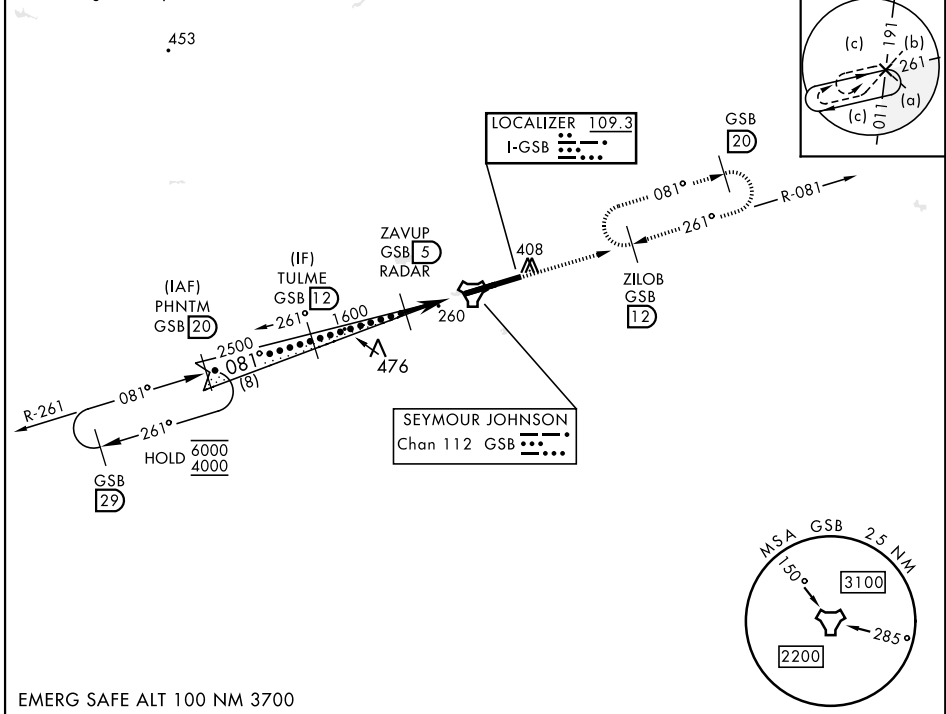 453
(c)
191
(b)
261
(a)
(c)
011
LOCALIZER 109.3
I-GSB
GSB
20
081°
R-081
261°
ZAVUP
GSB 5
RADAR
408
ZILOB
GSB
12
(IF)
TULME
GSB 12
(IAF)
PHNTM
GSB 20
261°
1600
260
2500
081°
(8)
476
R-261
081°
261°
HOLD 6000
4000
GSB
29
SEYMOUR JOHNSON
Chan 112 GSB
MSA GSB 25 NM
150°
3100
285°
2200
EMERG SAFE ALT 100 NM 3700